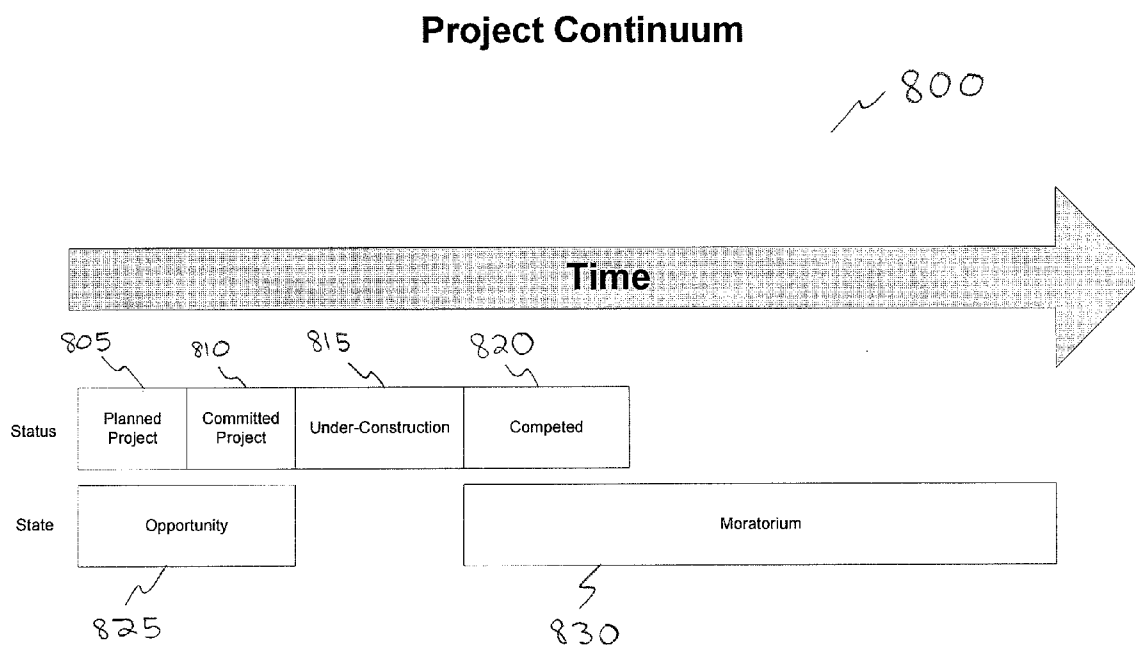 Project Continuum
800
Time
805 810 815 820
Status Planned Project Committed Project Under-Construction Competed
State Opportunity Moratorium
825 830